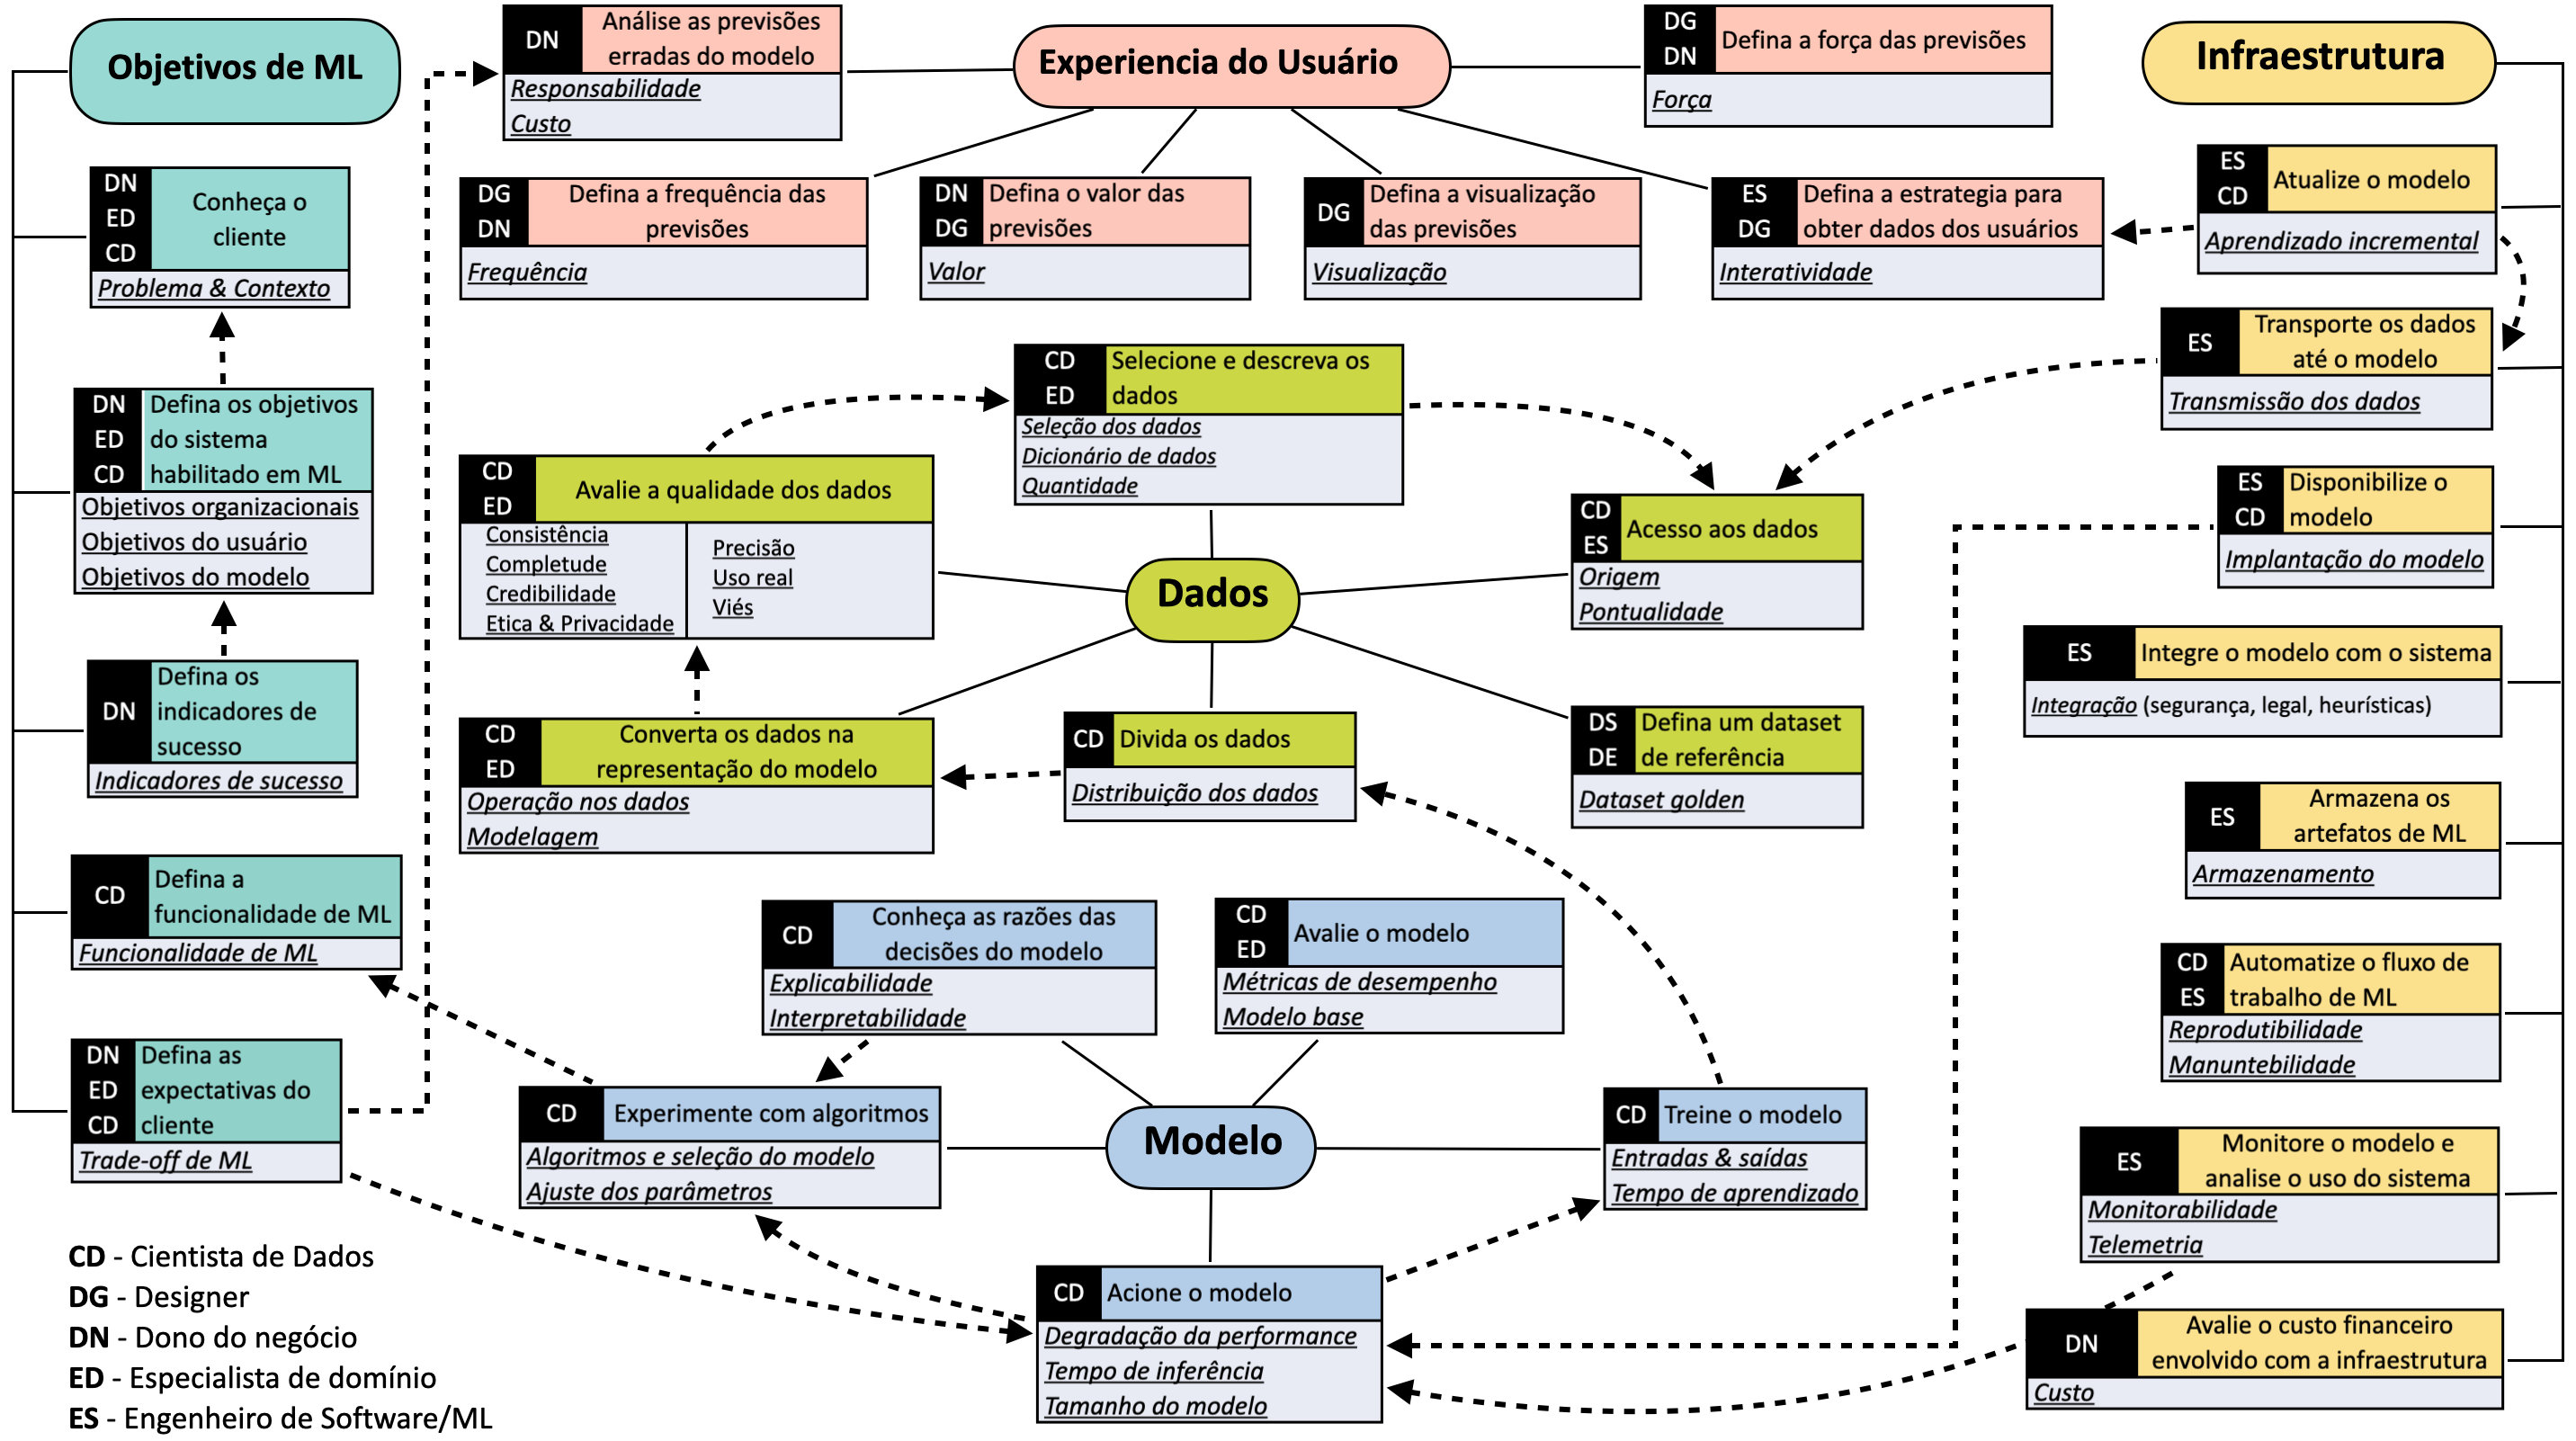 Objetivos de ML
DN
ED
CD
Conheça o
cliente
Problema & Contexto
DN
ED
CD
Defina os objetivos
do sistema
habilitado em ML
Objetivos organizacionais
Objetivos do usuário
Objetivos do modelo
DN
Defina os
indicadores de
sucesso
Indicadores de sucesso
CD
Defina a
funcionalidade de ML
Funcionalidade de ML
DN
ED
CD
Defina as
expectativas do
cliente
Trade-off de ML
Experiencia do Usuário
DN
Análise as previsões
erradas do modelo
Responsabilidade
Custo
DG
DN
Defina a força das previsões
Força
DG
DN
Defina a frequência das
previsões
Frequência
DN
DG
Defina o valor das
previsões
Valor
DG
Defina a visualização
das previsões
Visualização
ES
DG
Defina a estrategia para
obter dados dos usuários
Interatividade
Dados
CD
ED
Selecione e descreva os
dados
Seleção dos dados
Dicionário de dados
Quantidade
CD
ED
Avalie a qualidade dos dados
Consistência
Completude
Credibilidade
Etica & Privacidade
Precisão
Uso real
Viés
CD
ES
Acesso aos dados
Origem
Pontualidade
CD
ED
Converta os dados na
representação do modelo
Operação nos dados
Modelagem
CD
Divida os dados
Distribuição dos dados
DS
DE
Defina um dataset
de referência
Dataset golden
Modelo
CD
Conheça as razões das
decisões do modelo
Explicabilidade
Interpretabilidade
CD
ED
Avalie o modelo
Métricas de desempenho
Modelo base
CD
Experimente com algoritmos
Algoritmos e seleção do modelo
Ajuste dos parâmetros
CD
Treine o modelo
Entradas & saídas
Tempo de aprendizado
CD
Acione o modelo
Degradação da performance
Tempo de inferência
Tamanho do modelo
Infraestrutura
ES
CD
Atualize o modelo
Aprendizado incremental
ES
Transporte os dados
até o modelo
Transmissão dos dados
ES
CD
Disponibilize o
modelo
Implantação do modelo
ES
Integre o modelo com o sistema
Integração (segurança, legal, heurísticas)
ES
Armazena os
artefatos de ML
Armazenamento
CD
ES
Automatize o fluxo de
trabalho de ML
Reprodutibilidade
Manuntebilidade
ES
Monitore o modelo e
analise o uso do sistema
Monitorabilidade
Telemetria
DN
Avalie o custo financeiro
envolvido com a infraestrutura
Custo
CD - Cientista de Dados
DG - Designer
DN - Dono do negócio
ED - Especialista de domínio
ES - Engenheiro de Software/ML